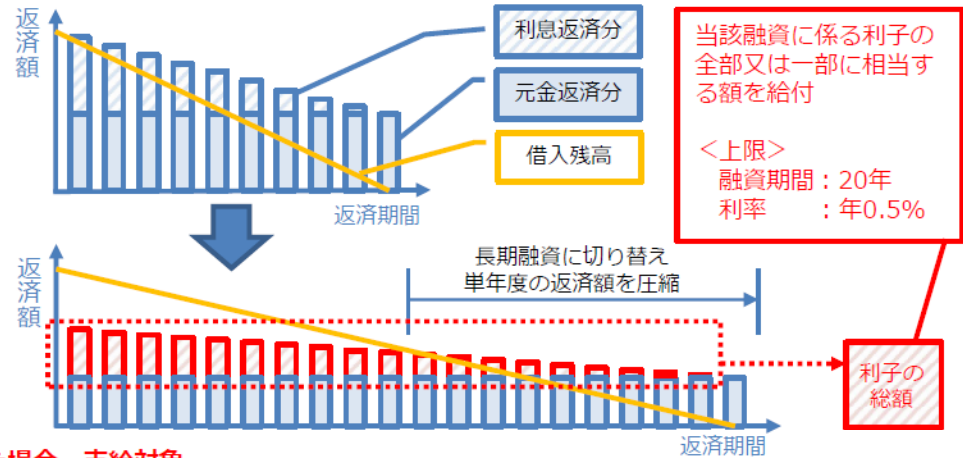 返済額
利息返済分
元金返済分
借入残高
返済期間
当該融資に係る利子の
全部又は一部に相当す
る額を給付
＜上限＞
融資期間：20年
利率　　：年0.5%
長期融資に切り替え
単年度の返済額を圧縮
返済額
利子の
総額
返済期間